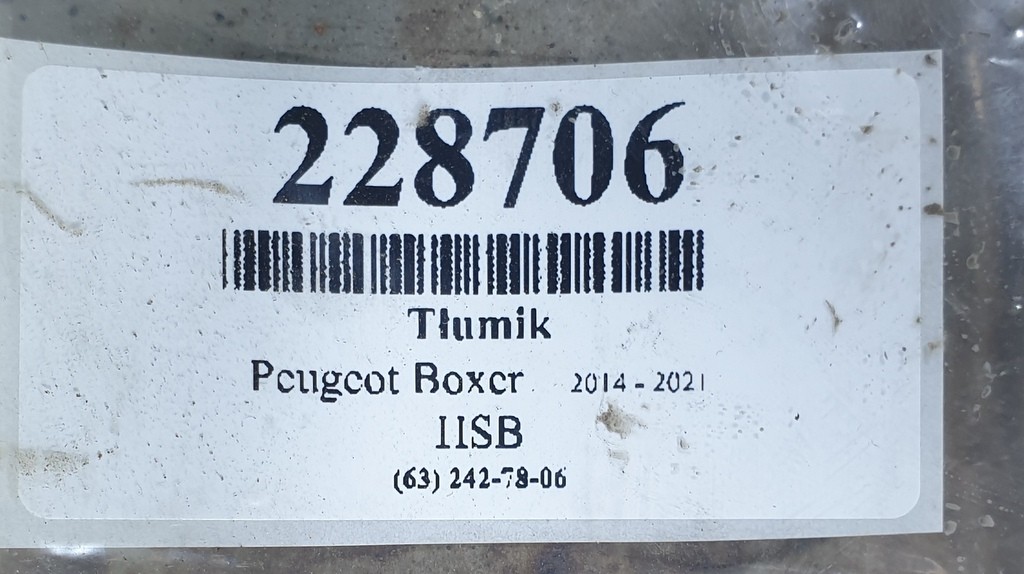 228706
Tłumik
Peugeot Boxer 2014 - 2021
HSB
(63) 242-78-06